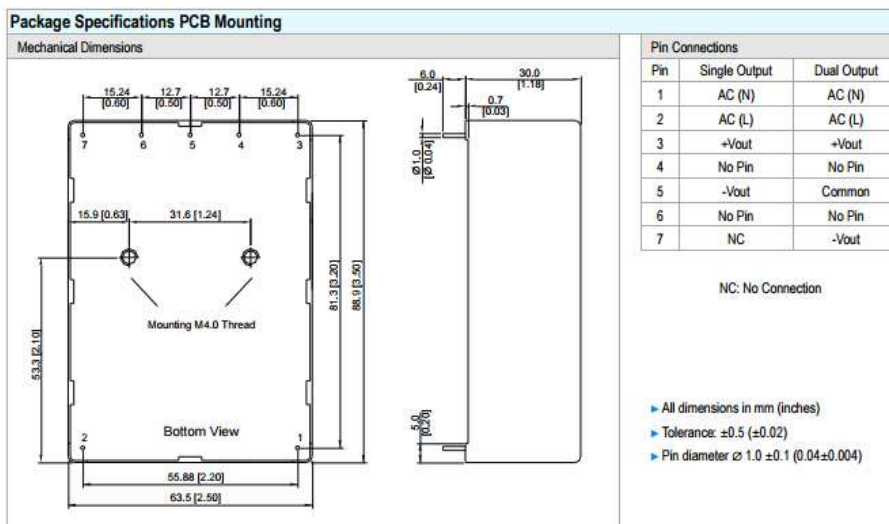 Package Specifications PCB Mounting
Mechanical Dimensions
15.24
[0.60]
12.7
[0.50]
12.7
[0.50]
15.24
[0.60]
7
6
5
4
3
15.9 [0.63]
31.6 [1.24]
Mounting M4.0 Thread
53.3 [2.10]
81.3 [3.20]
88.9 [3.50]
Bottom View
2
1
55.88 [2.20]
63.5 [2.50]
6.0
[0.24]
30.0
[1.18]
0.7
[0.03]
Ø1.0
[Ø 0.04]
5.0
[0.20]
Pin Connections
Pin Single Output Dual Output
1 AC (N) AC (N)
2 AC (L) AC (L)
3 +Vout +Vout
4 No Pin No Pin
5 -Vout Common
6 No Pin No Pin
7 NC -Vout
NC: No Connection
► All dimensions in mm (inches)
► Tolerance: ±0.5 (±0.02)
► Pin diameter ∅ 1.0 ±0.1 (0.04±0.004)